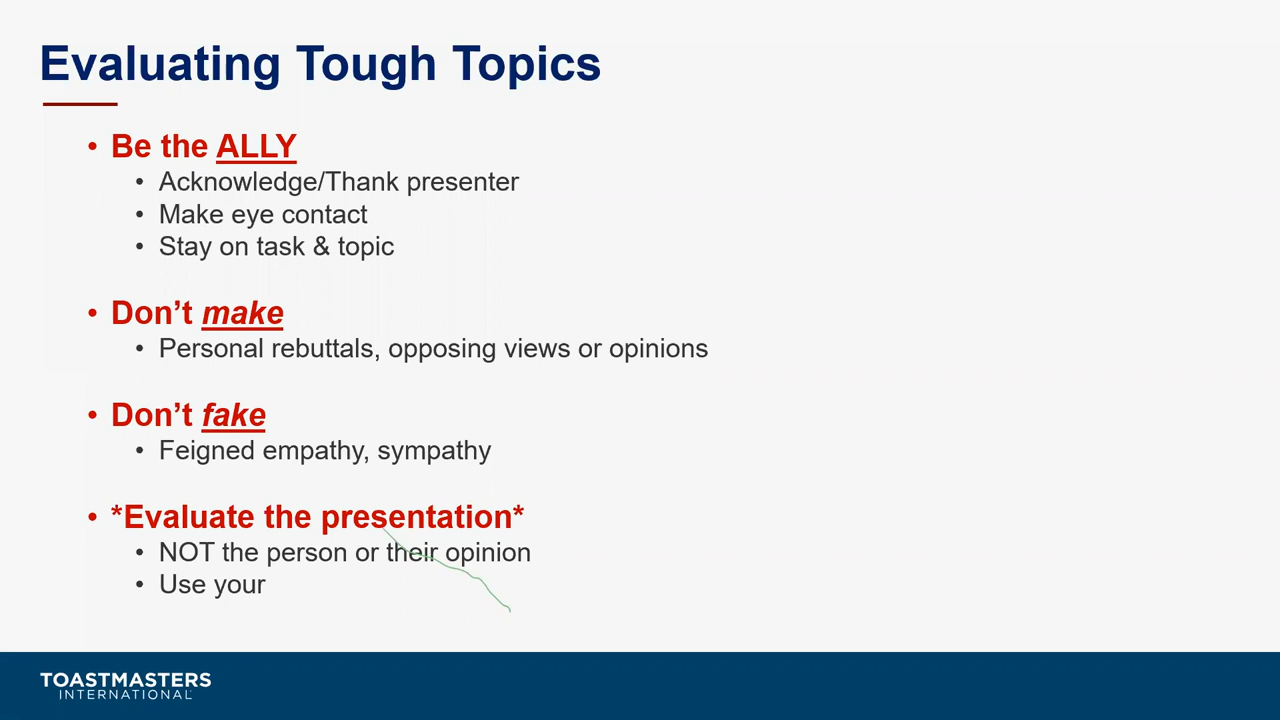 Evaluating Tough Topics
• Be the ALLY
• Acknowledge/Thank presenter
• Make eye contact
• Stay on task & topic
• Don’t make
• Personal rebuttals, opposing views or opinions
• Don’t fake
• Feigned empathy, sympathy
• *Evaluate the presentation*
• NOT the person or their opinion
• Use your
TOASTMASTERS
INTERNATIONAL